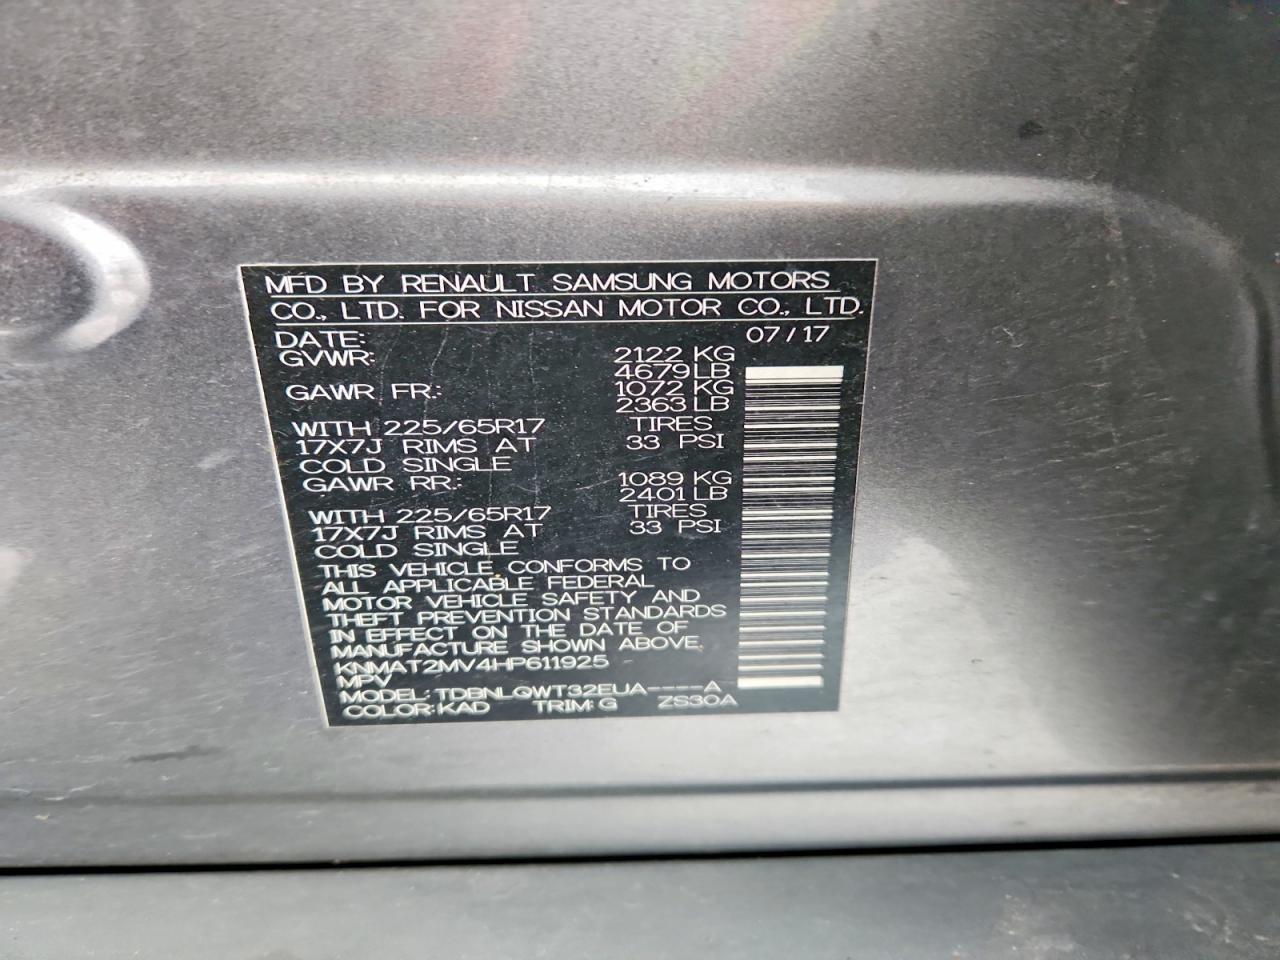 MFD BY RENAULT SAMSUNG MOTORS
CO., LTD. FOR NISSAN MOTOR CO., LTD.
DATE: 07/17
GVWR: 2122 KG
4679LB
GAWR FR: 1072 KG
2363LB
WITH 225/65R17 TIRES
17X7J RIMS AT 33 PSI
COLD SINGLE
GAWR RR: 1089 KG
2401LB
WITH 225/65R17 TIRES
17X7J RIMS AT 33 PSI
COLD SINGLE
THIS VEHICLE CONFORMS TO
ALL APPLICABLE FEDERAL
MOTOR VEHICLE SAFETY AND
THEFT PREVENTION STANDARDS
IN EFFECT ON THE DATE OF
MANUFACTURE SHOWN ABOVE.
KNMAT2MV4HP611925
MPV
MODEL: TDBNLQWT32EUA----A
COLOR: KAD TRIM: G ZS30A